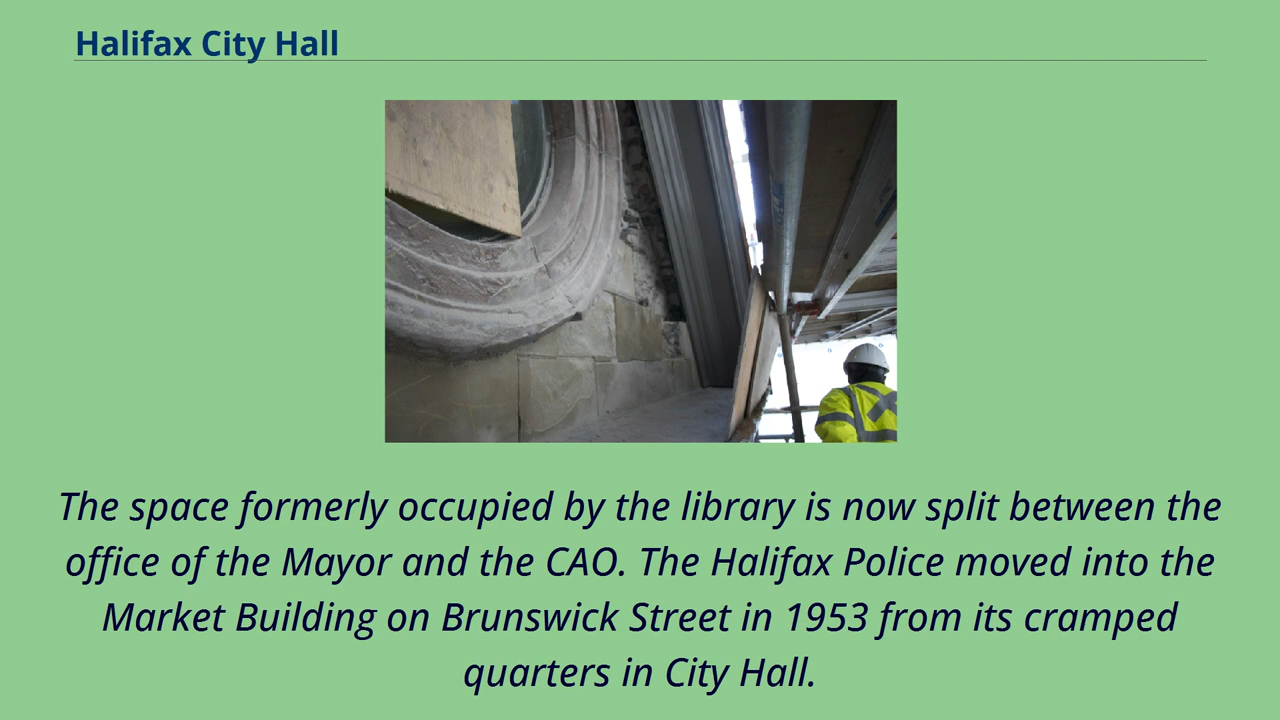 Halifax City Hall
The space formerly occupied by the library is now split between the
office of the Mayor and the CAO. The Halifax Police moved into the
Market Building on Brunswick Street in 1953 from its cramped
quarters in City Hall.